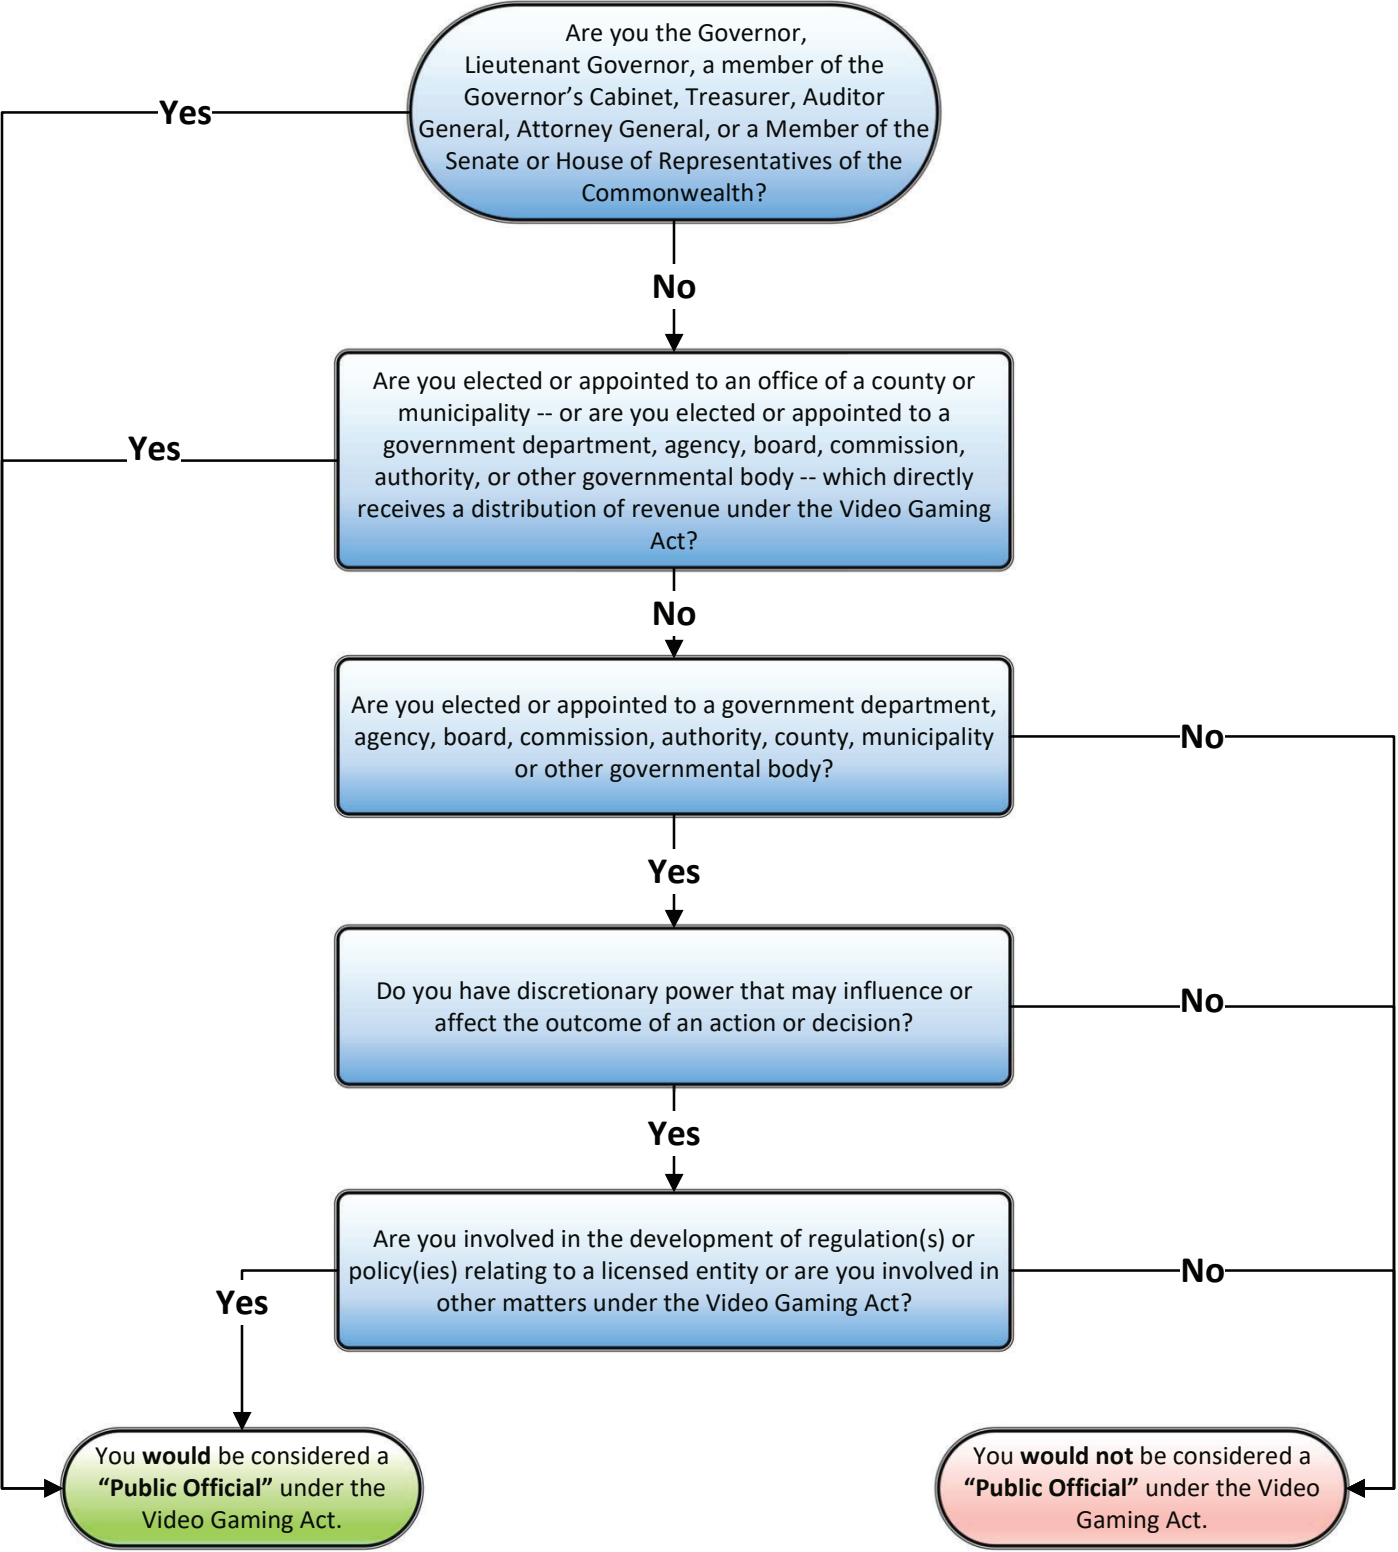 Are you the Governor,
Lieutenant Governor, a member of the
Governor’s Cabinet, Treasurer, Auditor
General, Attorney General, or a Member of the
Senate or House of Representatives of the
Commonwealth?
Yes
No
Are you elected or appointed to an office of a county or
municipality -- or are you elected or appointed to a
government department, agency, board, commission,
authority, or other governmental body -- which directly
receives a distribution of revenue under the Video Gaming
Act?
Yes
No
Are you elected or appointed to a government department,
agency, board, commission, authority, county, municipality
or other governmental body?
No
Yes
Do you have discretionary power that may influence or
affect the outcome of an action or decision?
No
Yes
Are you involved in the development of regulation(s) or
policy(ies) relating to a licensed entity or are you involved in
other matters under the Video Gaming Act?
No
Yes
You would be considered a
“Public Official” under the
Video Gaming Act.
You would not be considered a
“Public Official” under the Video
Gaming Act.